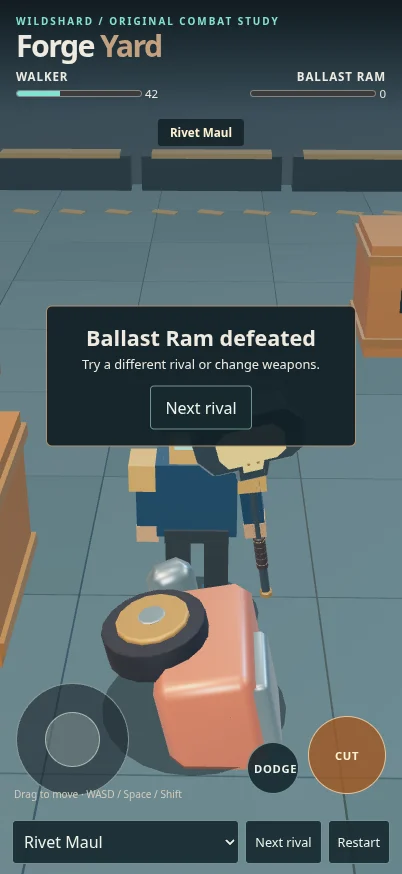 WILDSHARD / ORIGINAL COMBAT STUDY
Forge Yard
WALKER
BALLAST RAM
42
0
Rivet Maul
Ballast Ram defeated
Try a different rival or change weapons.
Next rival
DODGE
CUT
Drag to move · WASD / Space / Shift
Rivet Maul
Next rival
Restart